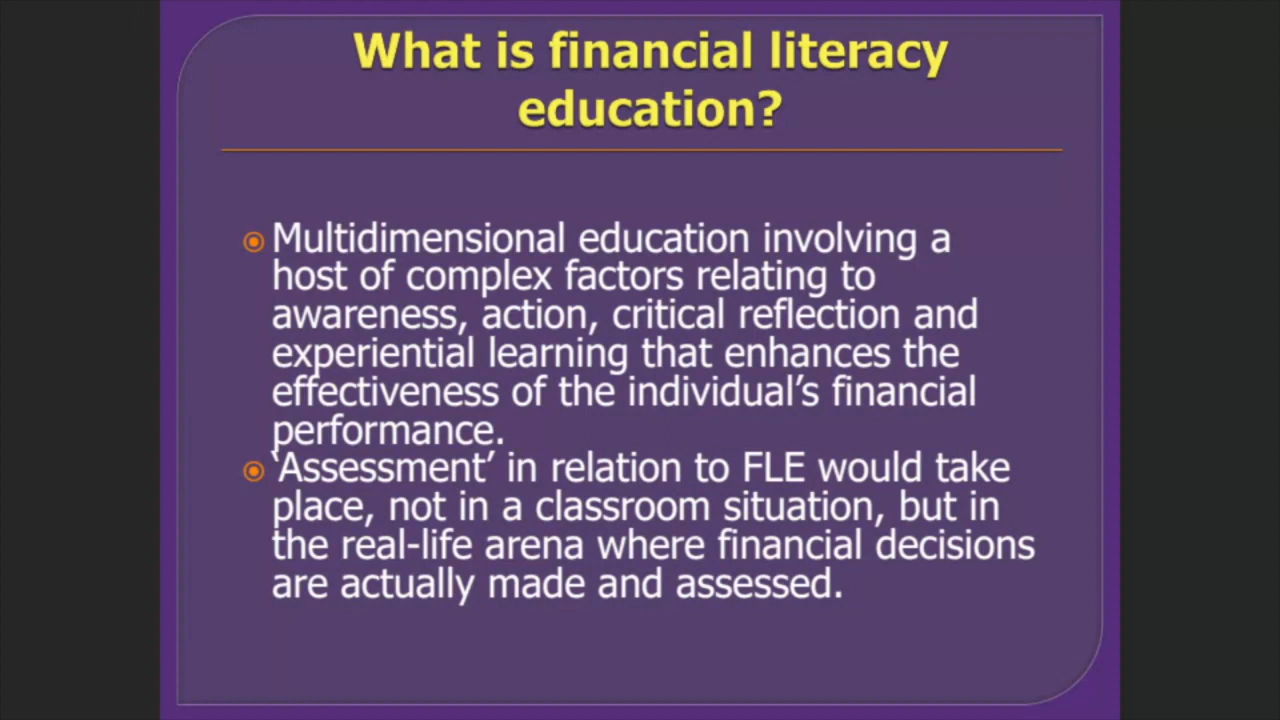 What is financial literacy
education?
Multidimensional education involving a
host of complex factors relating to
awareness, action, critical reflection and
experiential learning that enhances the
effectiveness of the individual’s financial
performance.
‘Assessment’ in relation to FLE would take
place, not in a classroom situation, but in
the real-life arena where financial decisions
are actually made and assessed.